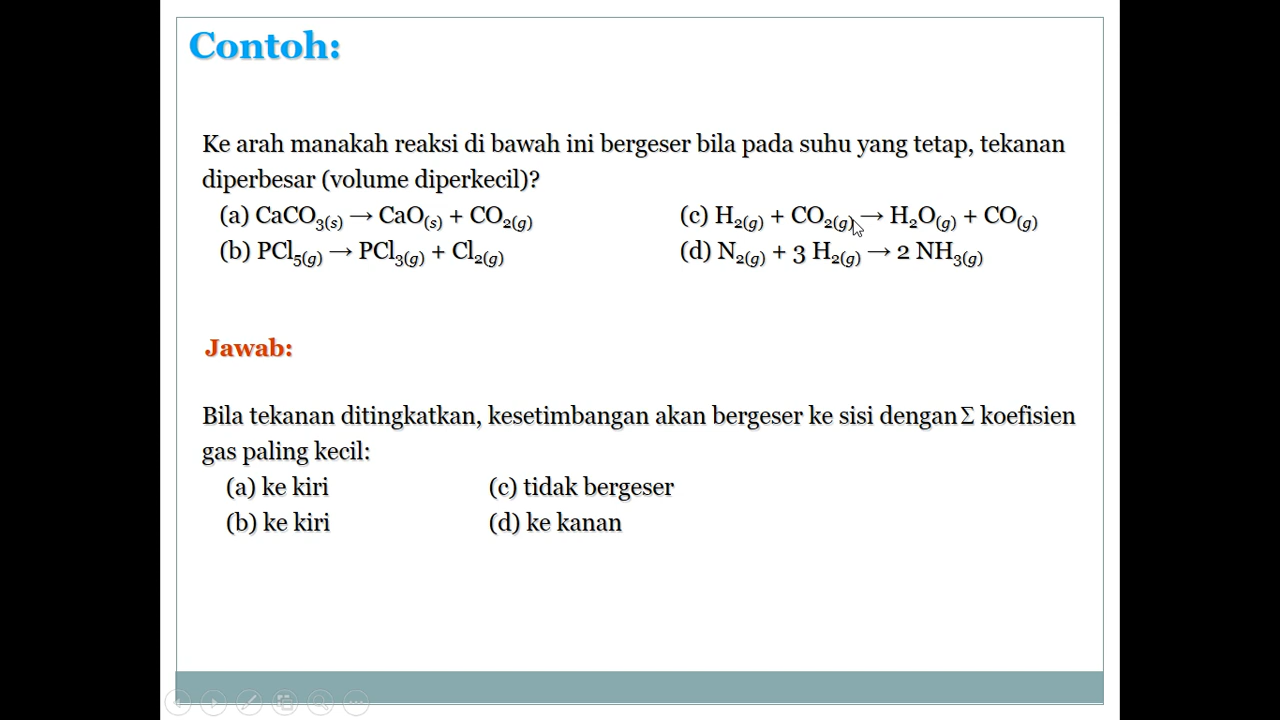 Contoh:
Ke arah manakah reaksi di bawah ini bergeser bila pada suhu yang tetap, tekanan
diperbesar (volume diperkecil)?
(a) CaCO₃₍s₎ → CaO₍s₎ + CO₂₍g₎ (c) H₂₍g₎ + CO₂₍g₎ → H₂O₍g₎ + CO₍g₎
(b) PCl₅₍g₎ → PCl₃₍g₎ + Cl₂₍g₎ (d) N₂₍g₎ + 3 H₂₍g₎ → 2 NH₃₍g₎
Jawab:
Bila tekanan ditingkatkan, kesetimbangan akan bergeser ke sisi dengan Σ koefisien
gas paling kecil:
(a) ke kiri (c) tidak bergeser
(b) ke kiri (d) ke kanan